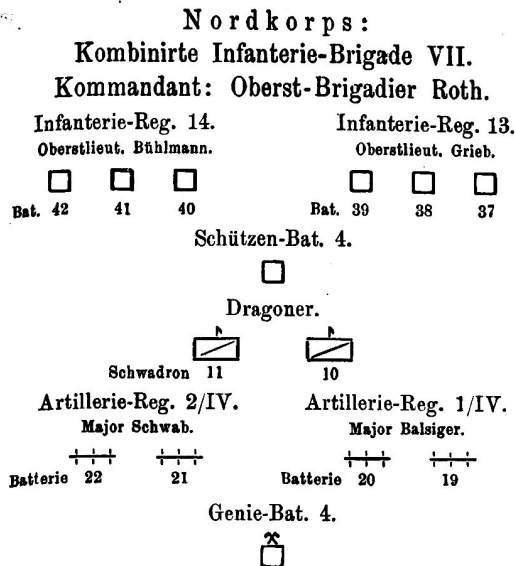 Nordkorps:
Kombinirte Infanterie-Brigade VII.
Kommandant: Oberst-Brigadier Roth.
Infanterie-Reg. 14. Infanterie-Reg. 13.
Oberstlieut. Bühlmann. Oberstlieut. Grieb.
Bat. 42 41 40 Bat. 39 38 37
Schützen-Bat. 4.
Dragoner.
Schwadron 11 10
Artillerie-Reg. 2/IV. Artillerie-Reg. 1/IV.
Major Schwab. Major Balsiger.
Batterie 22 21 Batterie 20 19
Genie-Bat. 4.